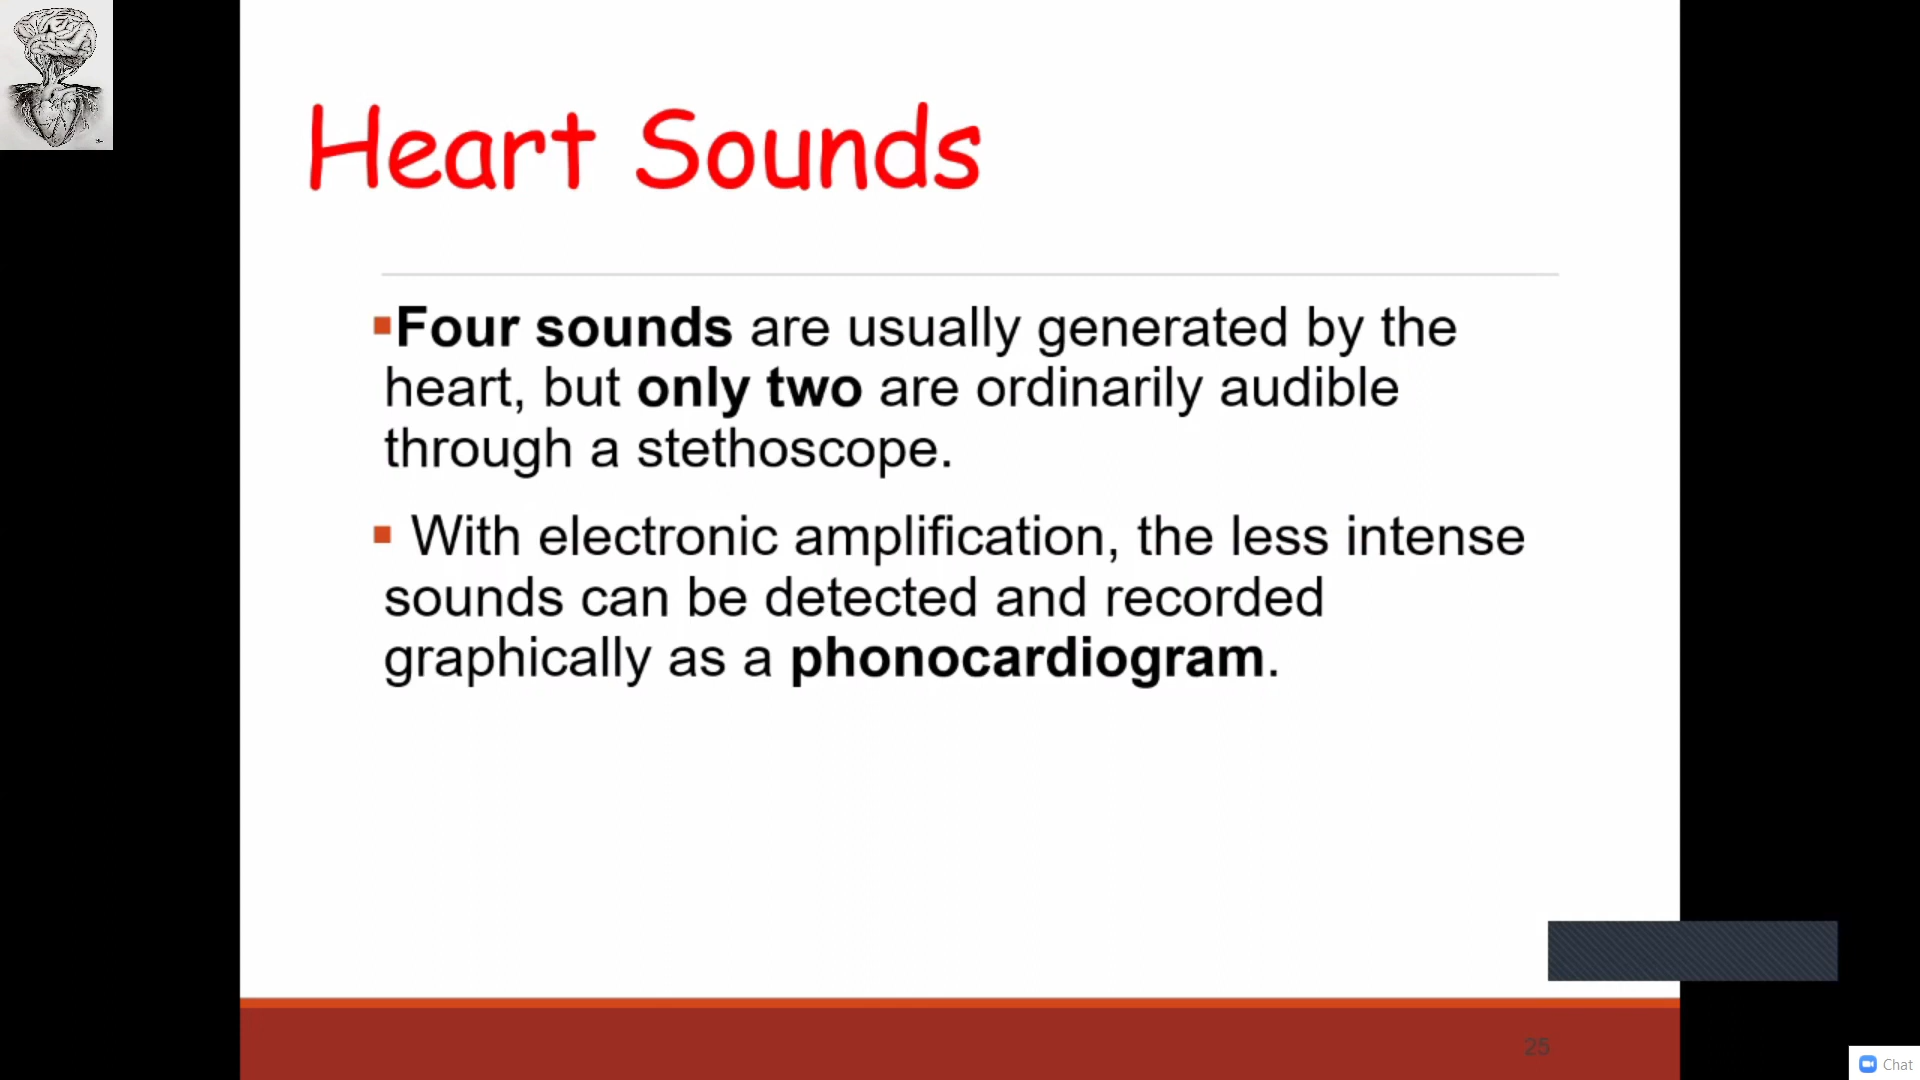 Heart Sounds
▪Four sounds are usually generated by the
heart, but only two are ordinarily audible
through a stethoscope.
▪ With electronic amplification, the less intense
sounds can be detected and recorded
graphically as a phonocardiogram.
25
Chat